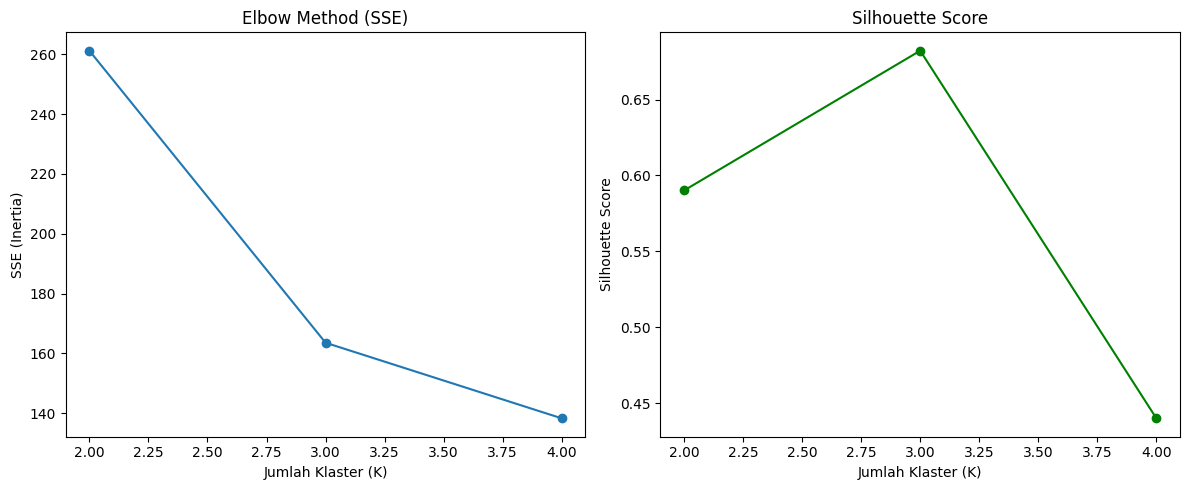 Elbow Method (SSE)
260
240
220
200
180
160
140
SSE (Inertia)
2.00 2.25 2.50 2.75 3.00 3.25 3.50 3.75 4.00
Jumlah Klaster (K)
Silhouette Score
0.65
0.60
0.55
0.50
0.45
Silhouette Score
2.00 2.25 2.50 2.75 3.00 3.25 3.50 3.75 4.00
Jumlah Klaster (K)